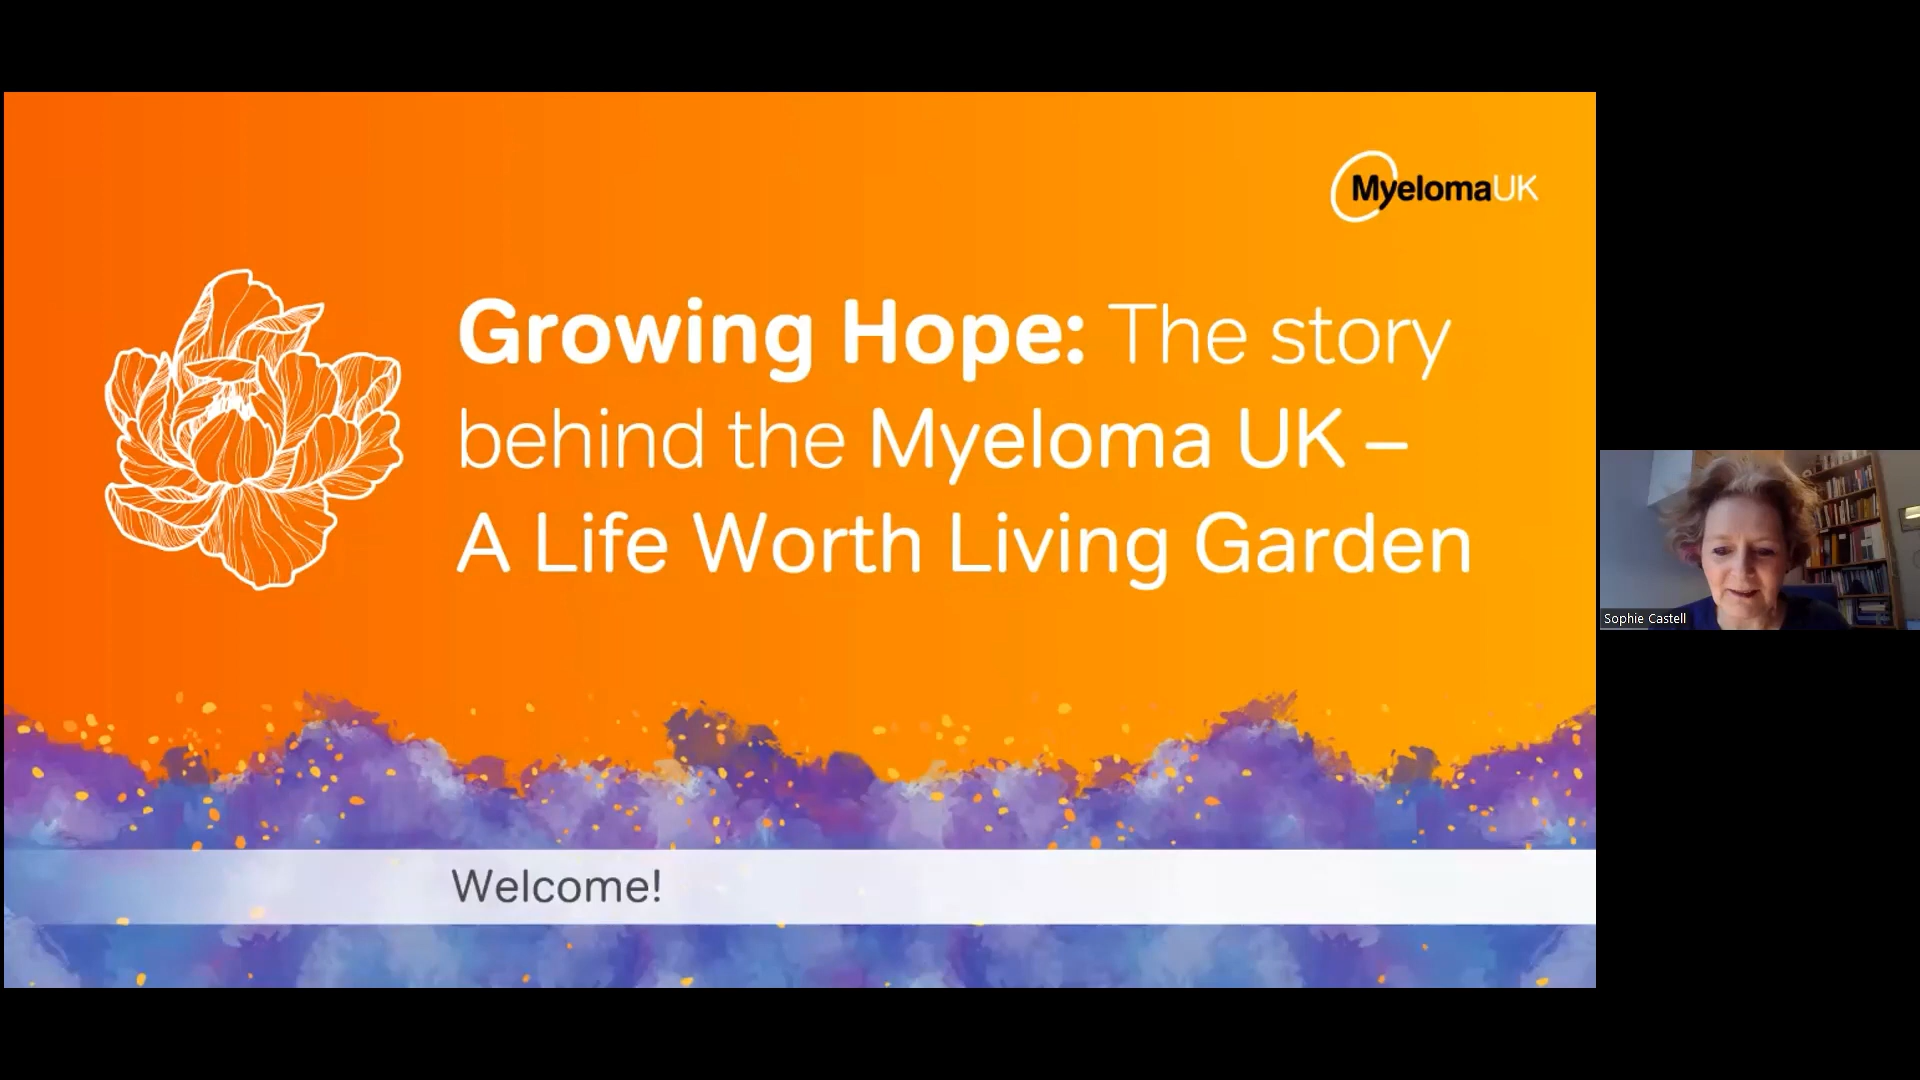 MyelomaUK
Growing Hope: The story
behind the Myeloma UK –
A Life Worth Living Garden
Sophie Castell
Welcome!